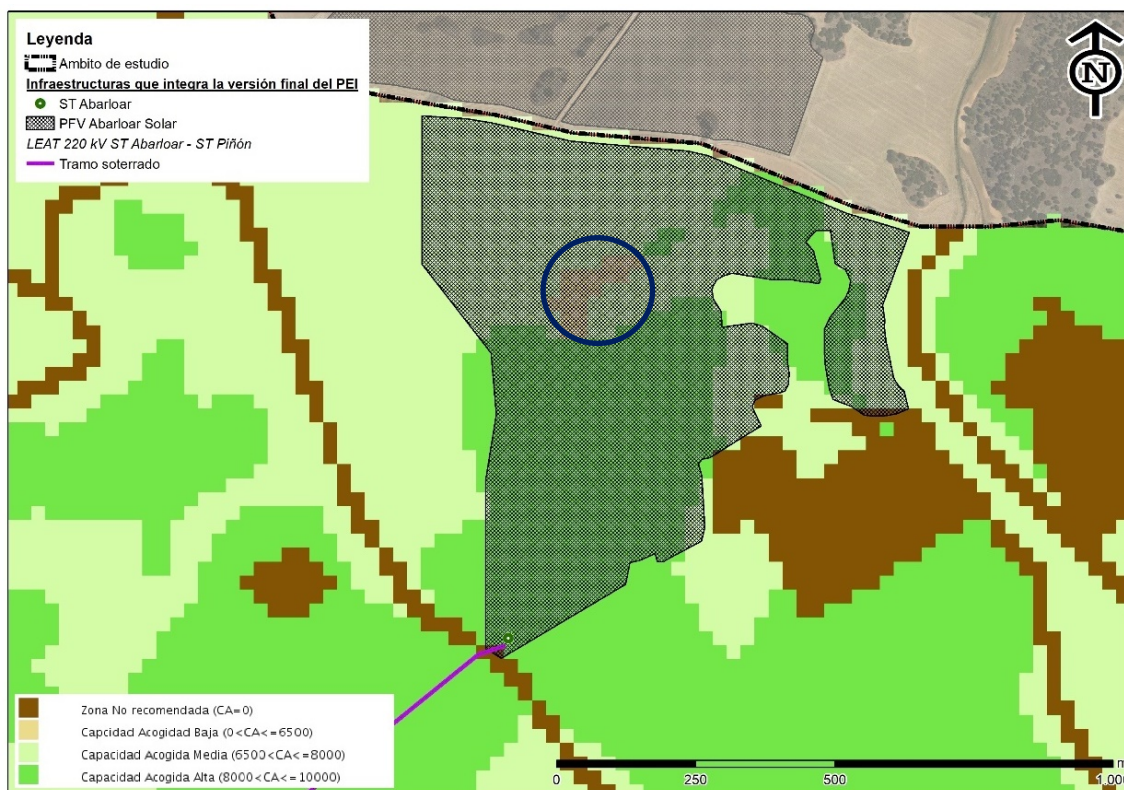 Leyenda
Ambito de estudio
Infraestructuras que integra la versión final del PEI
ST Abarloar
PFV Abarloar Solar
LEAT 220 kV ST Abarloar - ST Piñón
Tramo soterrado
N
Zona No recomendada (CA=0)
Capcidad Acogidad Baja (0<CA<=6500)
Capacidad Acogida Media (6500<CA<=8000)
Capacidad Acogida Alta (8000<CA<=10000)
m
0 250 500 1.000